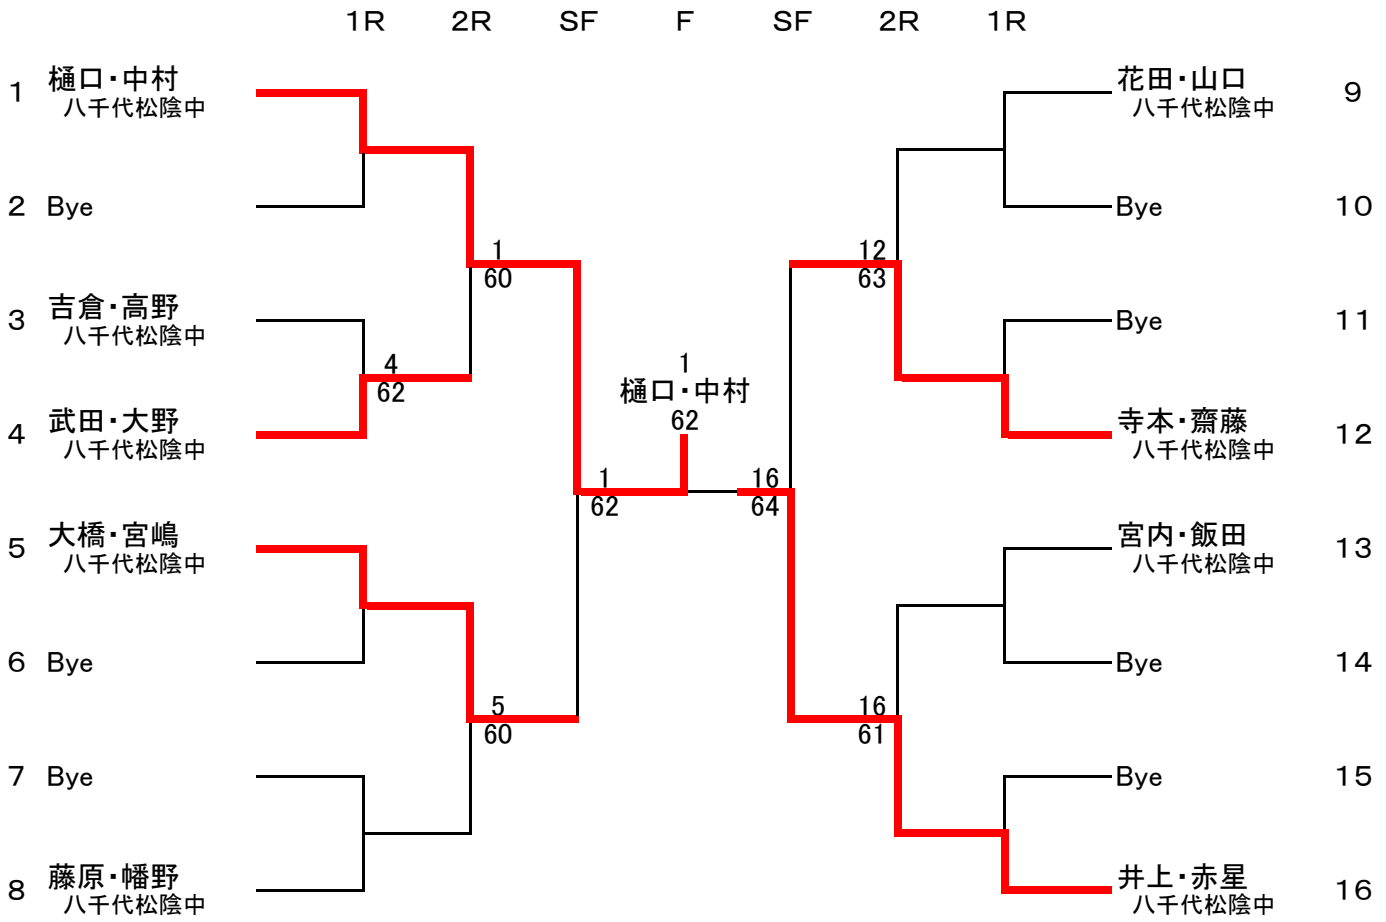 1R 2R SF F SF 2R 1R
1 樋口・中村
八千代松陰中
2 Bye
3 吉倉・高野
八千代松陰中
4 武田・大野
八千代松陰中
5 大橋・宮嶋
八千代松陰中
6 Bye
7 Bye
8 藤原・幡野
八千代松陰中
4
62
1
60
5
60
1
62
1
樋口・中村
62
16
64
12
63
16
61
花田・山口 9
八千代松陰中
Bye 10
Bye 11
寺本・齋藤 12
八千代松陰中
宮内・飯田 13
八千代松陰中
Bye 14
Bye 15
井上・赤星 16
八千代松陰中